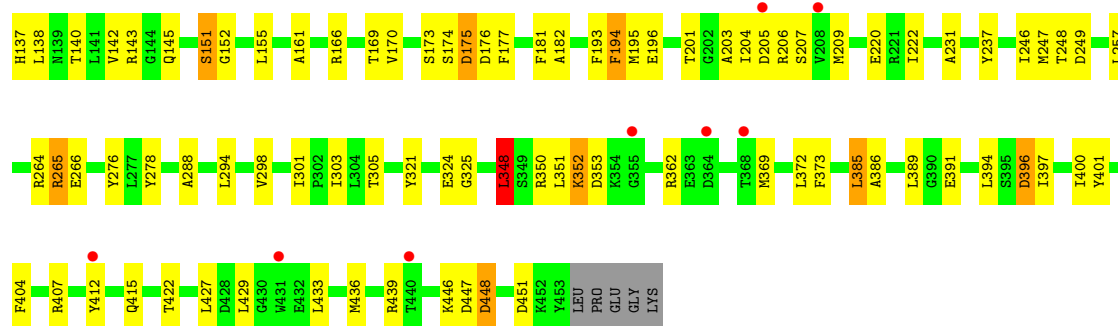 H137 L138 N139 T140 L141 V142 R143 G144 Q145 S151 G152 L155 A161 R166 T169 V170 S173 S174 D175 D176 F177 F181 A182 F193 F194 M195 E196 T201 G202 A203 I204 D205 R206 S207 V208 M209 E220 R221 I222 A231 Y237 I246 M247 T248 D249 L257
R264 R265 E266 Y276 L277 Y278 A288 L294 V298 I301 P302 I303 L304 T305 Y321 E324 G325 L348 S349 R350 L351 K352 D353 K354 G355 R362 E363 D364 T368 M369 L372 F373 L385 A386 L389 G390 E391 L394 S395 D396 I397 I400 Y401
F404 R407 Y412 Q415 T422 L427 D428 L429 G430 W431 E432 L433 M436 R439 T440 K446 D447 D448 D451 K452 Y453 LEU PRO GLU GLY LYS